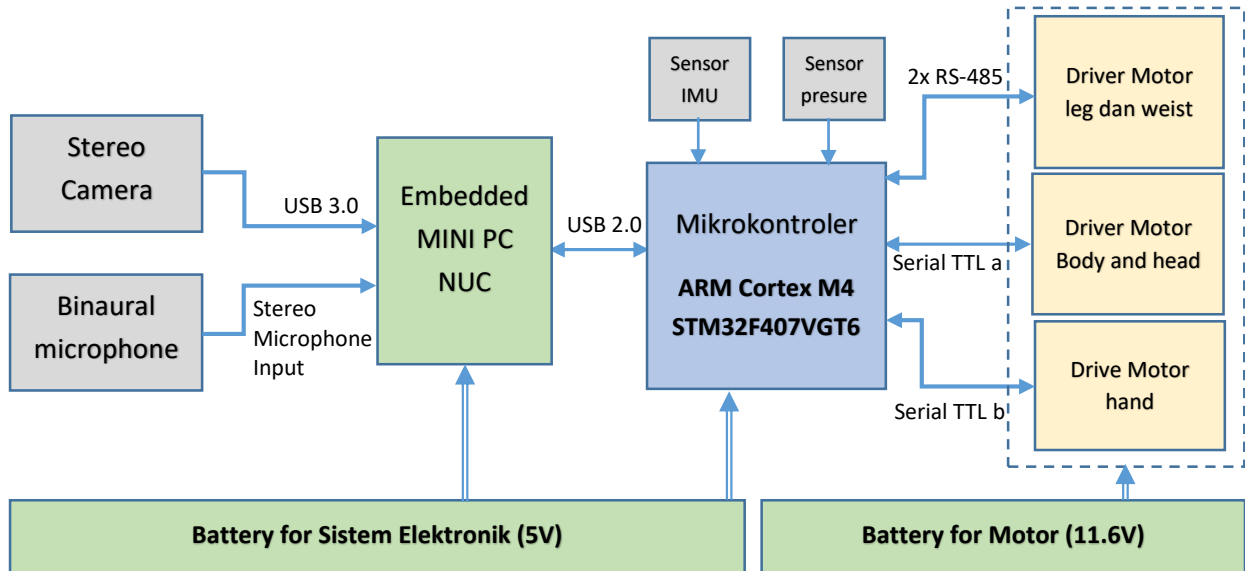 Sensor
IMU
Sensor
presure
2x RS-485
Driver Motor
leg dan weist
Stereo
Camera
USB 3.0
Embedded
MINI PC
NUC
USB 2.0
Mikrokontroler
ARM Cortex M4
STM32F407VGT6
Serial TTL a
Driver Motor
Body and head
Binaural
microphone
Stereo
Microphone
Input
Serial TTL b
Drive Motor
hand
Battery for Sistem Elektronik (5V)
Battery for Motor (11.6V)